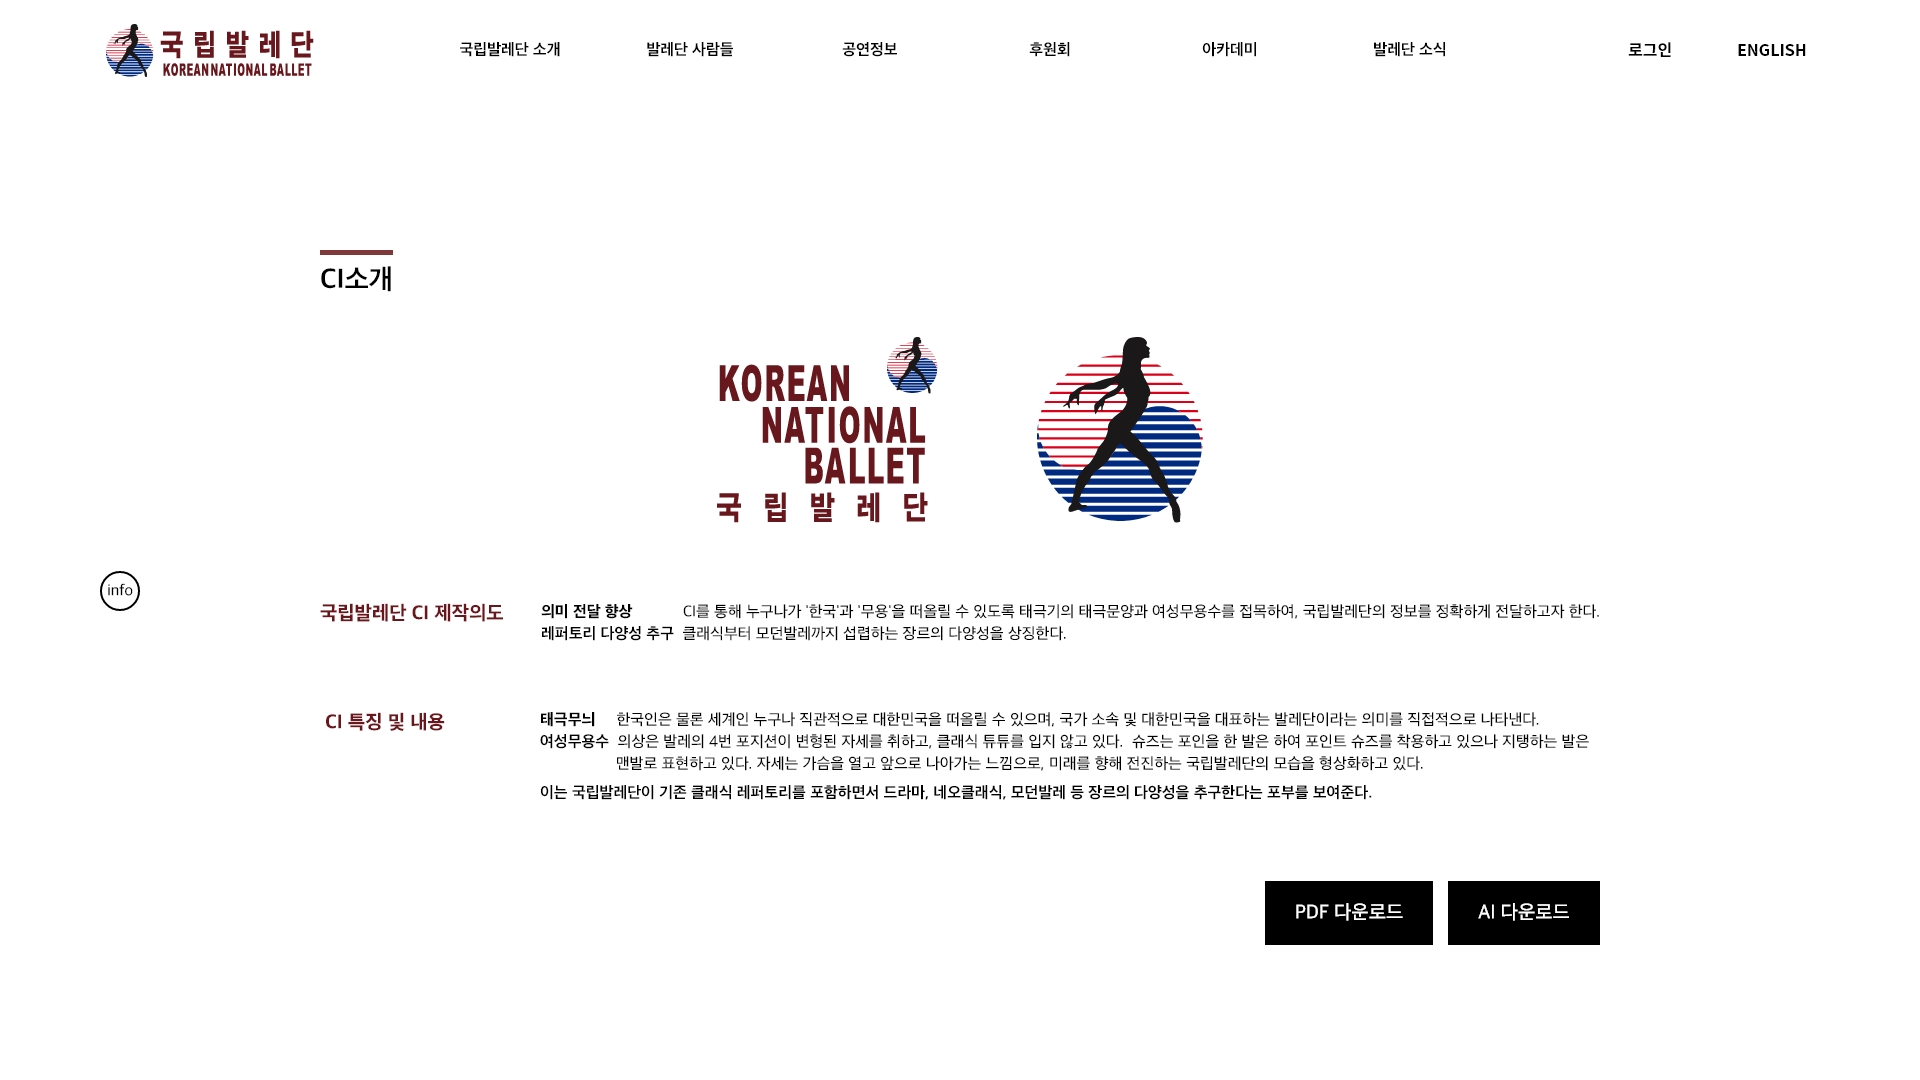 국립발레단
KOREAN NATIONAL BALLET
국립발레단 소개
발레단 사람들
공연정보
후원회
아카데미
발레단 소식
로그인
ENGLISH
CI소개
KOREAN
NATIONAL
BALLET
국립발레단
info
국립발레단 CI 제작의도
의미 전달 향상 CI를 통해 누구나가 '한국'과 '무용'을 떠올릴 수 있도록 태극기의 태극문양과 여성무용수를 접목하여, 국립발레단의 정보를 정확하게 전달하고자 한다.
레퍼토리 다양성 추구 클래식부터 모던발레까지 섭렵하는 장르의 다양성을 상징한다.
CI 특징 및 내용
태극무늬 한국인은 물론 세계인 누구나 직관적으로 대한민국을 떠올릴 수 있으며, 국가 소속 및 대한민국을 대표하는 발레단이라는 의미를 직접적으로 나타낸다.
여성무용수 의상은 발레의 4번 포지션이 변형된 자세를 취하고, 클래식 튜튜를 입지 않고 있다. 슈즈는 포인을 한 발은 하여 포인트 슈즈를 착용하고 있으나 지탱하는 발은
맨발로 표현하고 있다. 자세는 가슴을 열고 앞으로 나아가는 느낌으로, 미래를 향해 전진하는 국립발레단의 모습을 형상화하고 있다.
이는 국립발레단이 기존 클래식 레퍼토리를 포함하면서 드라마, 네오클래식, 모던발레 등 장르의 다양성을 추구한다는 포부를 보여준다.
PDF 다운로드
AI 다운로드